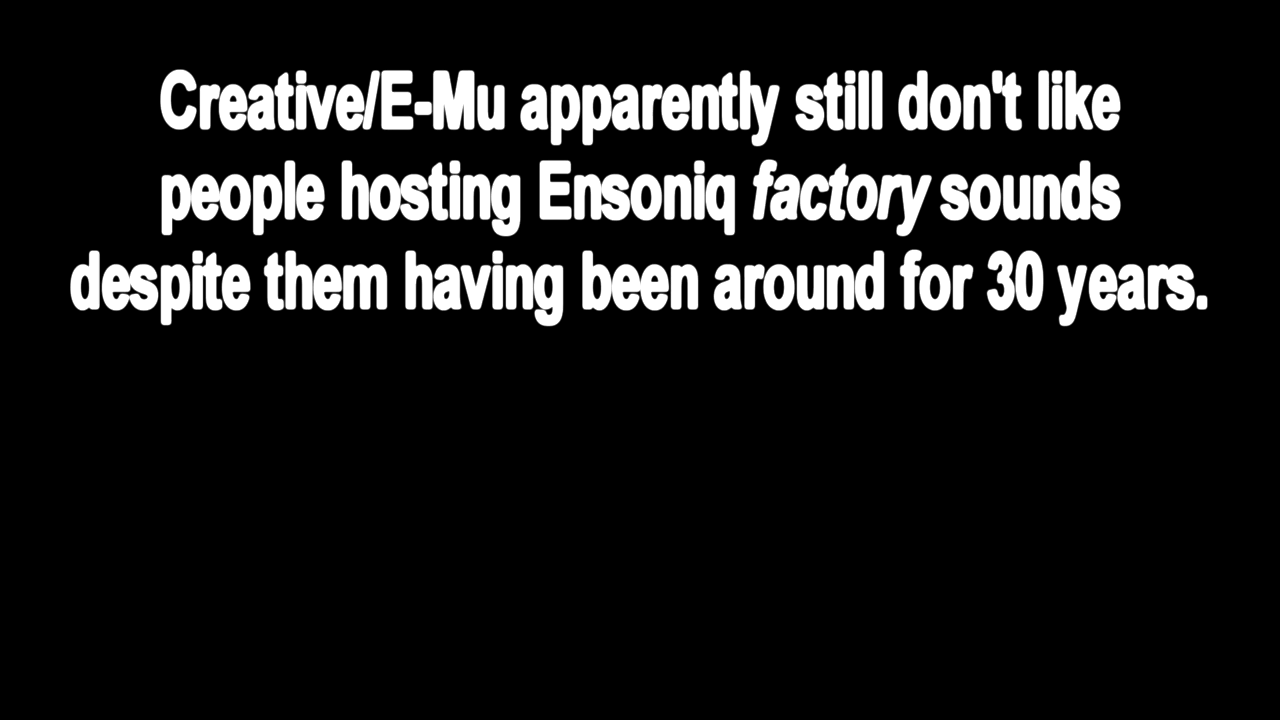 Creative/E-Mu apparently still don't like
people hosting Ensoniq factory sounds
despite them having been around for 30 years.